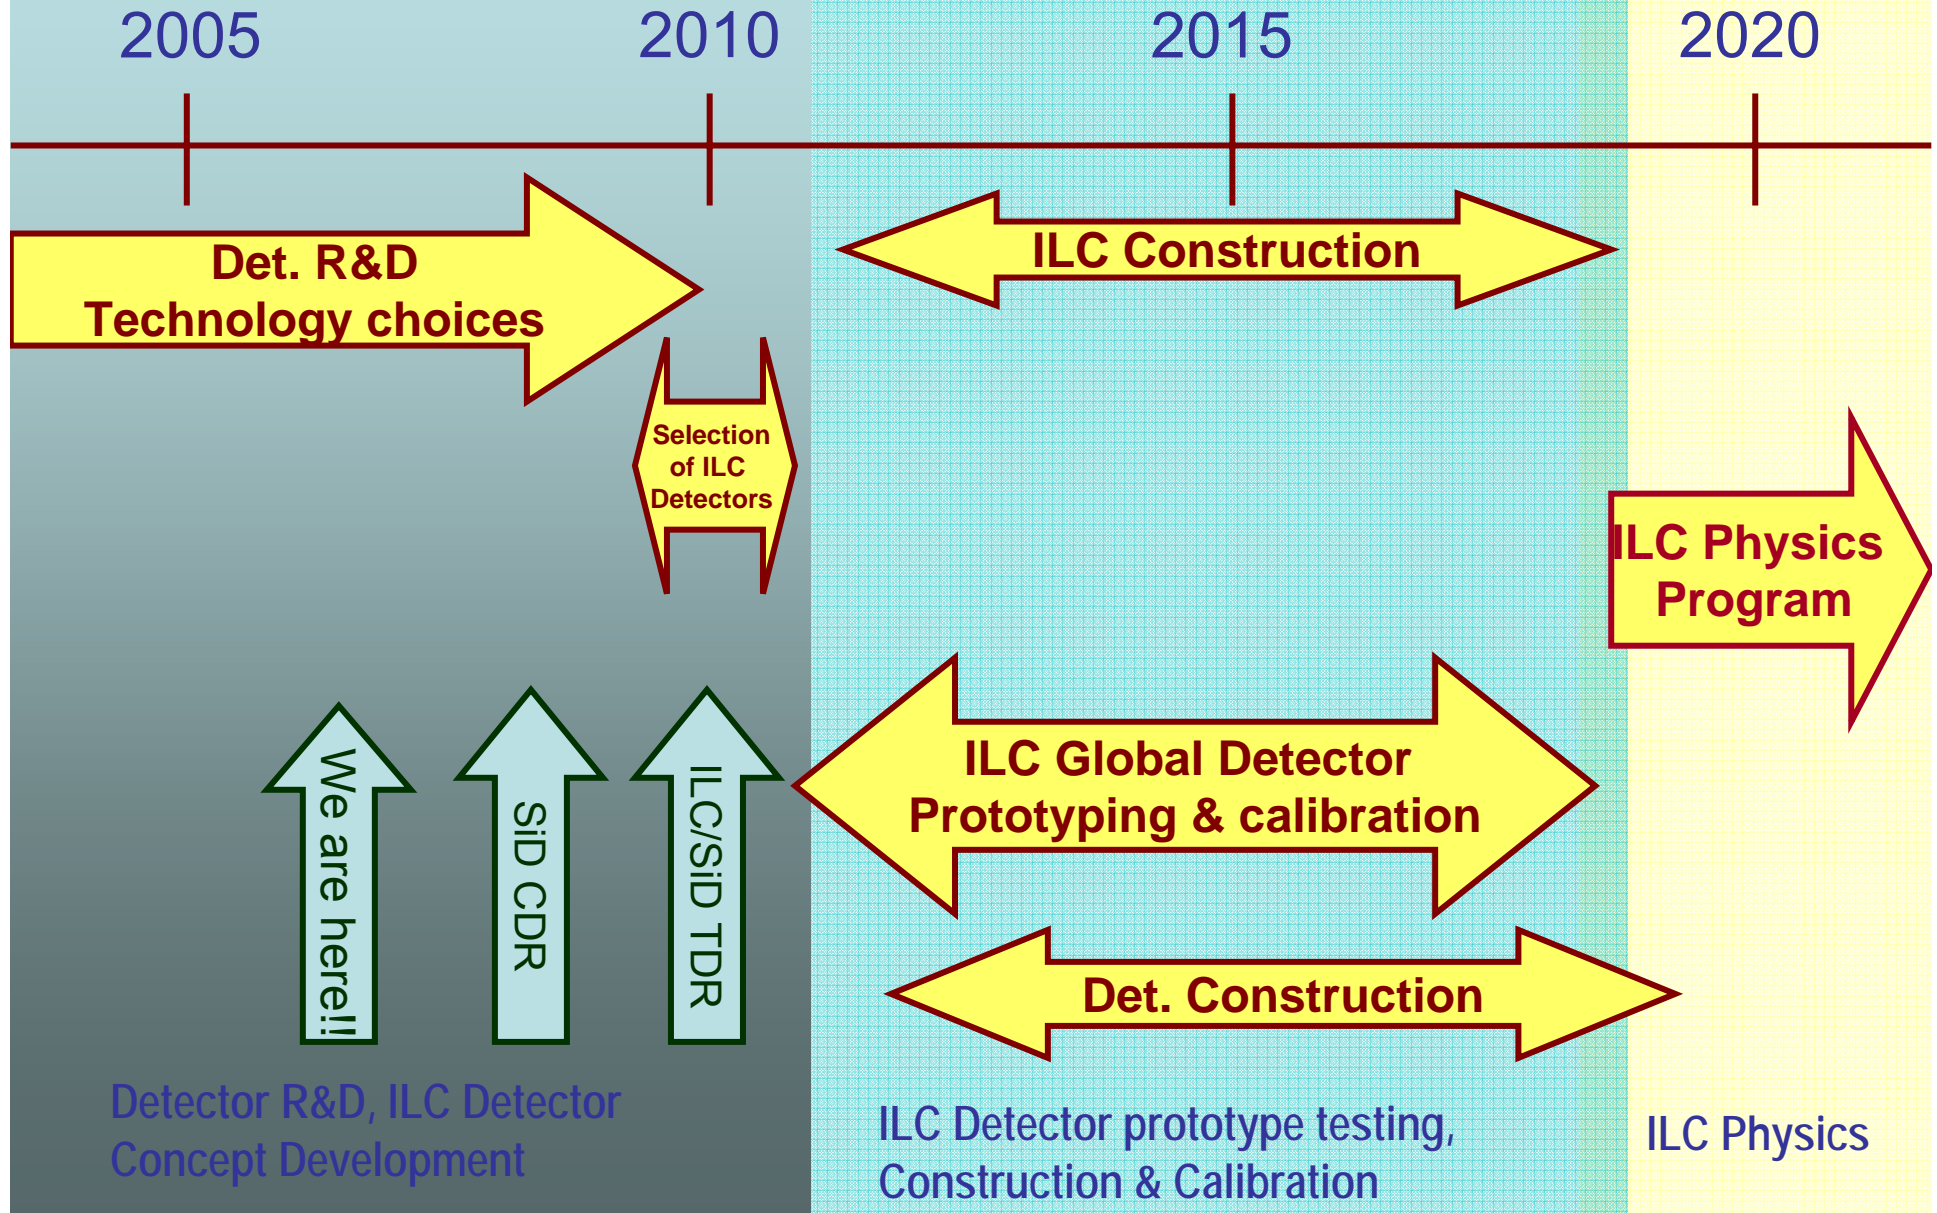 2005
2010
2015
2020
Det. R&D
Technology choices
ILC Construction
Selection
of ILC
Detectors
ILC Physics
Program
We are here!!
SiD CDR
ILC/SiD TDR
ILC Global Detector
Prototyping & calibration
Det. Construction
Detector R&D, ILC Detector
Concept Development
ILC Detector prototype testing,
Construction & Calibration
ILC Physics